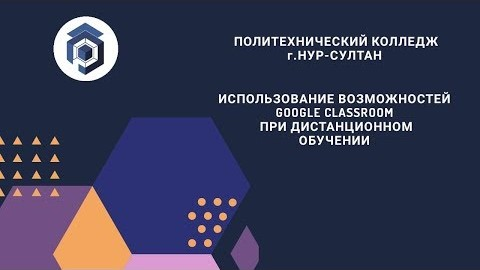 ПОЛИТЕХНИЧЕСКИЙ КОЛЛЕДЖ
г.НУР-СУЛТАН
ИСПОЛЬЗОВАНИЕ ВОЗМОЖНОСТЕЙ
GOOGLE CLASSROOM
ПРИ ДИСТАНЦИОННОМ
ОБУЧЕНИИ